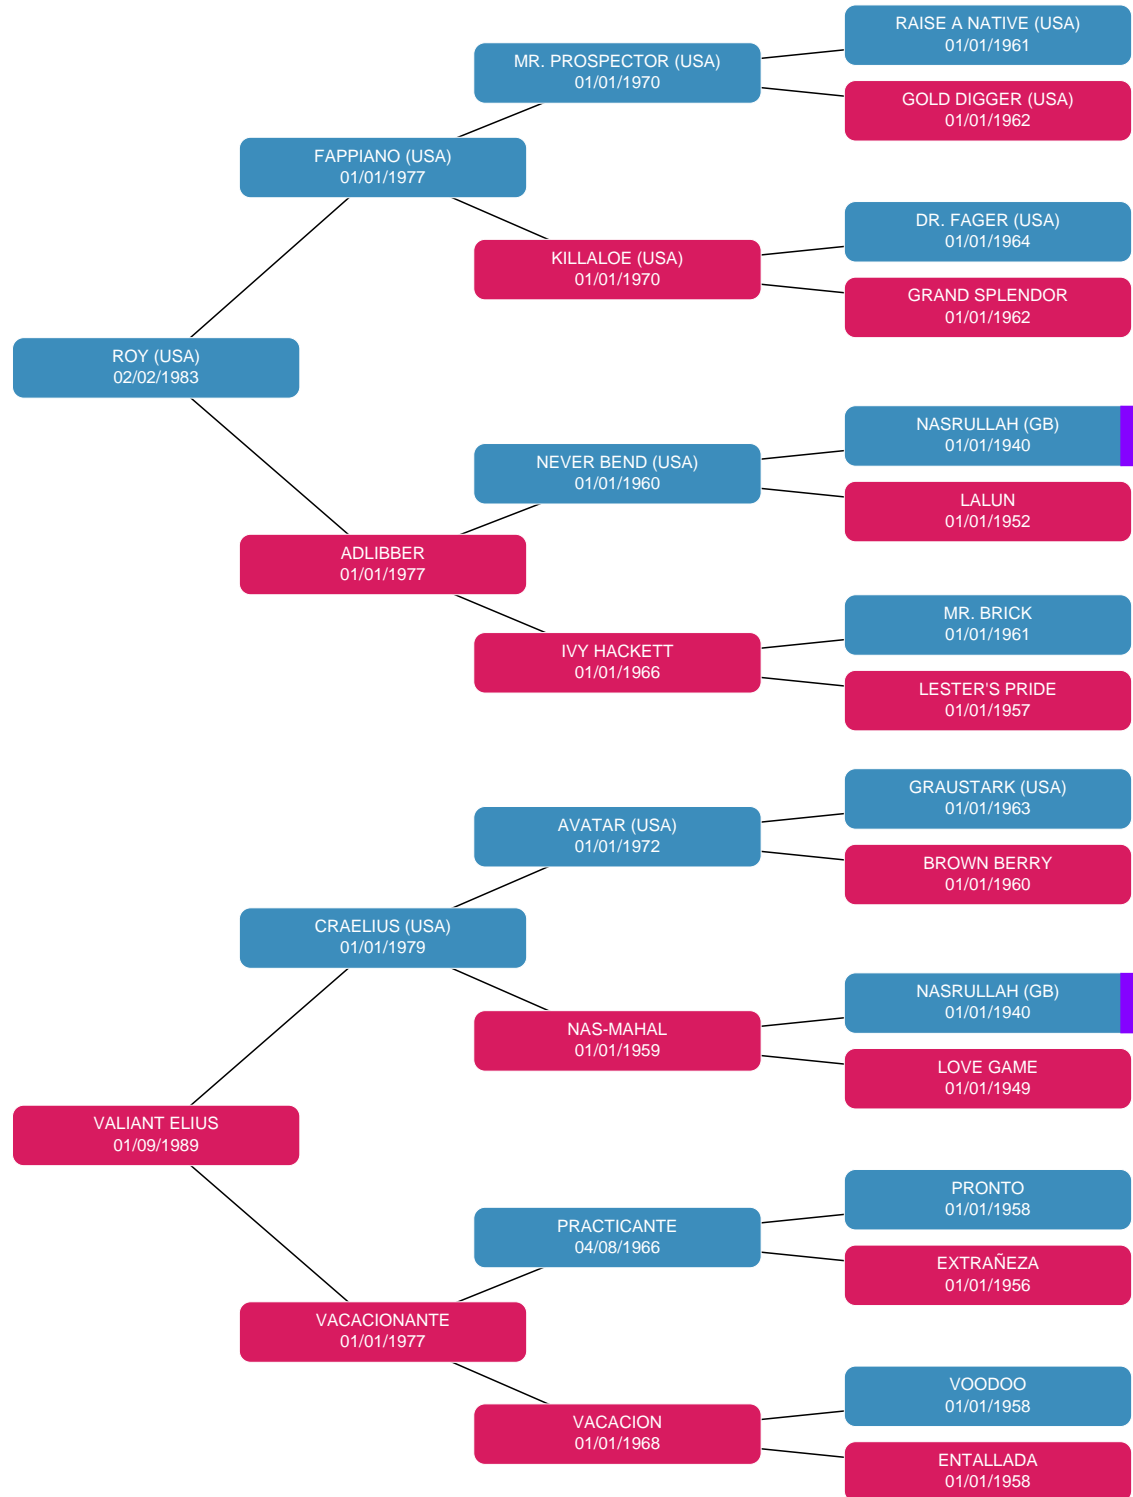 RAISE A NATIVE (USA)
01/01/1961
MR. PROSPECTOR (USA)
01/01/1970
GOLD DIGGER (USA)
01/01/1962
FAPPIANO (USA)
01/01/1977
DR. FAGER (USA)
01/01/1964
KILLALOE (USA)
01/01/1970
GRAND SPLENDOR
01/01/1962
ROY (USA)
02/02/1983
NASRULLAH (GB)
01/01/1940
NEVER BEND (USA)
01/01/1960
LALUN
01/01/1952
ADLIBBER
01/01/1977
MR. BRICK
01/01/1961
IVY HACKETT
01/01/1966
LESTER'S PRIDE
01/01/1957
GRAUSTARK (USA)
01/01/1963
AVATAR (USA)
01/01/1972
BROWN BERRY
01/01/1960
CRAELIUS (USA)
01/01/1979
NASRULLAH (GB)
01/01/1940
NAS-MAHAL
01/01/1959
LOVE GAME
01/01/1949
VALIANT ELIUS
01/09/1989
PRONTO
01/01/1958
PRACTICANTE
04/08/1966
EXTRAÑEZA
01/01/1956
VACACIONANTE
01/01/1977
VOODOO
01/01/1958
VACACION
01/01/1968
ENTALLADA
01/01/1958